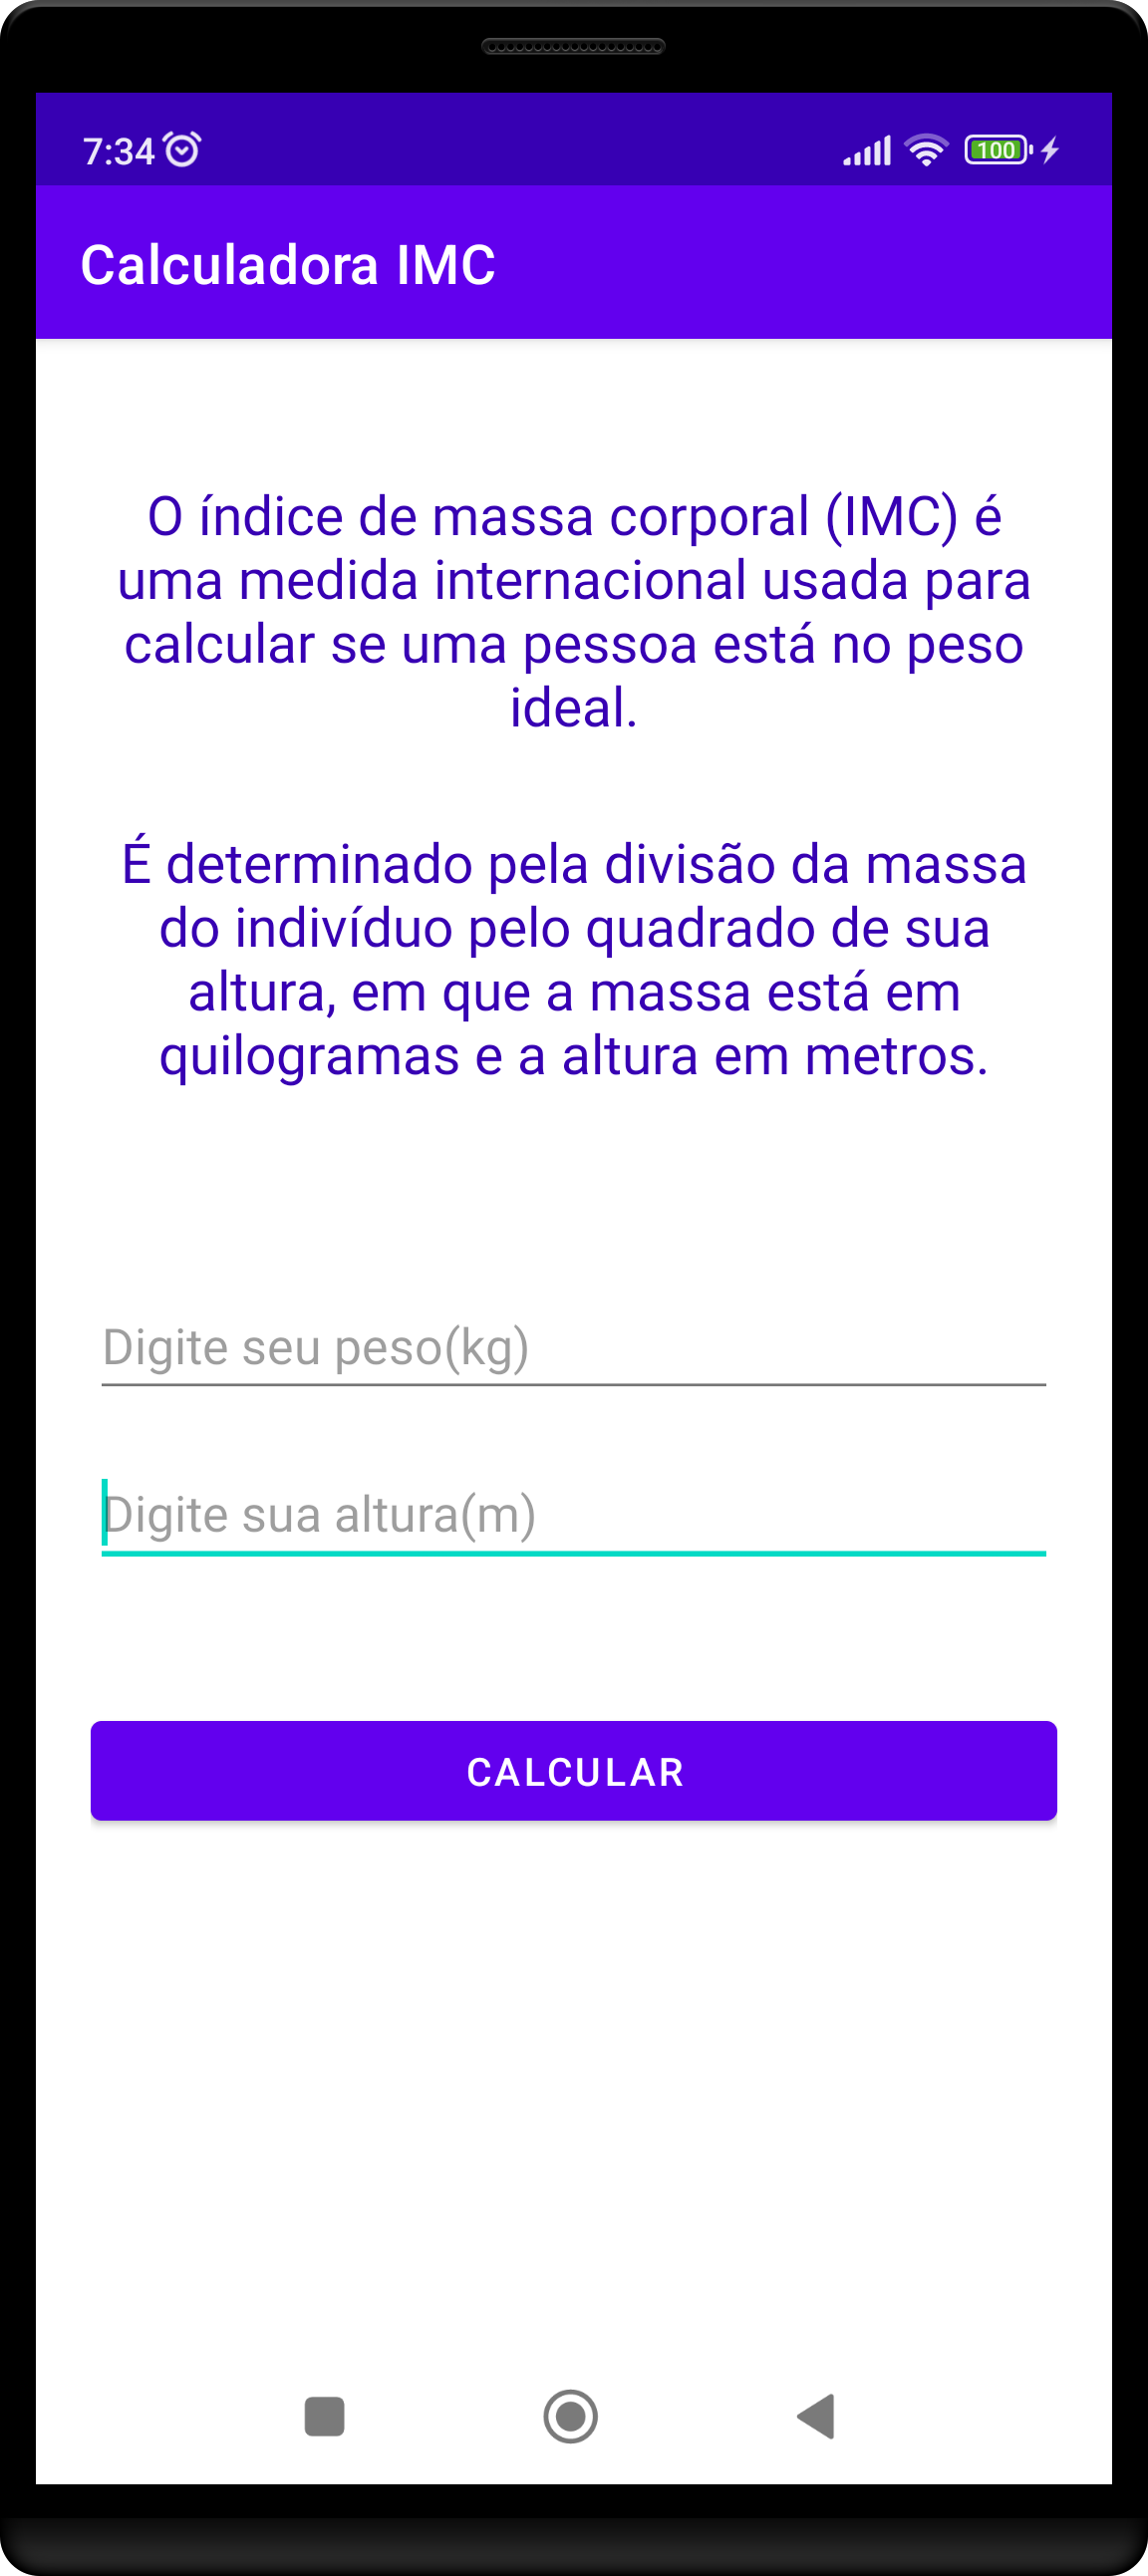 7:34
100
Calculadora IMC
O índice de massa corporal (IMC) é
uma medida internacional usada para
calcular se uma pessoa está no peso
ideal.
É determinado pela divisão da massa
do indivíduo pelo quadrado de sua
altura, em que a massa está em
quilogramas e a altura em metros.
Digite seu peso(kg)
Digite sua altura(m)
CALCULAR